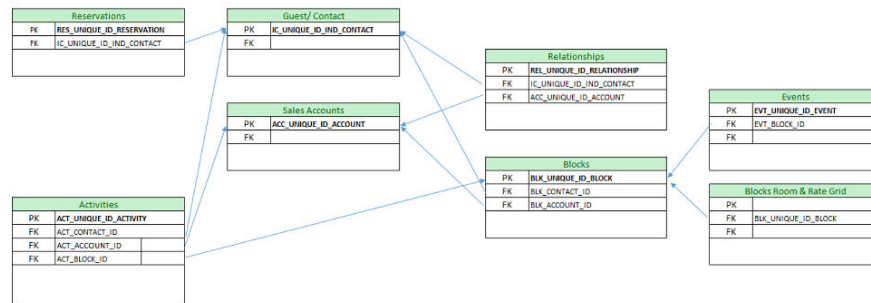 Reservations
PK RES_UNIQUE_ID_RESERVATION
FK IC_UNIQUE_ID_IND_CONTACT
Guest/ Contact
PK IC_UNIQUE_ID_IND_CONTACT
FK
Relationships
PK REL_UNIQUE_ID_RELATIONSHIP
FK IC_UNIQUE_ID_IND_CONTACT
FK ACC_UNIQUE_ID_ACCOUNT
Sales Accounts
PK ACC_UNIQUE_ID_ACCOUNT
FK
Events
PK EVT_UNIQUE_ID_EVENT
FK EVT_BLOCK_ID
FK
Blocks
PK BLK_UNIQUE_ID_BLOCK
FK BLK_CONTACT_ID
FK BLK_ACCOUNT_ID
Activities
PK ACT_UNIQUE_ID_ACTIVITY
FK ACT_CONTACT_ID
FK ACT_ACCOUNT_ID
FK ACT_BLOCK_ID
Blocks Room & Rate Grid
PK
FK BLK_UNIQUE_ID_BLOCK
FK